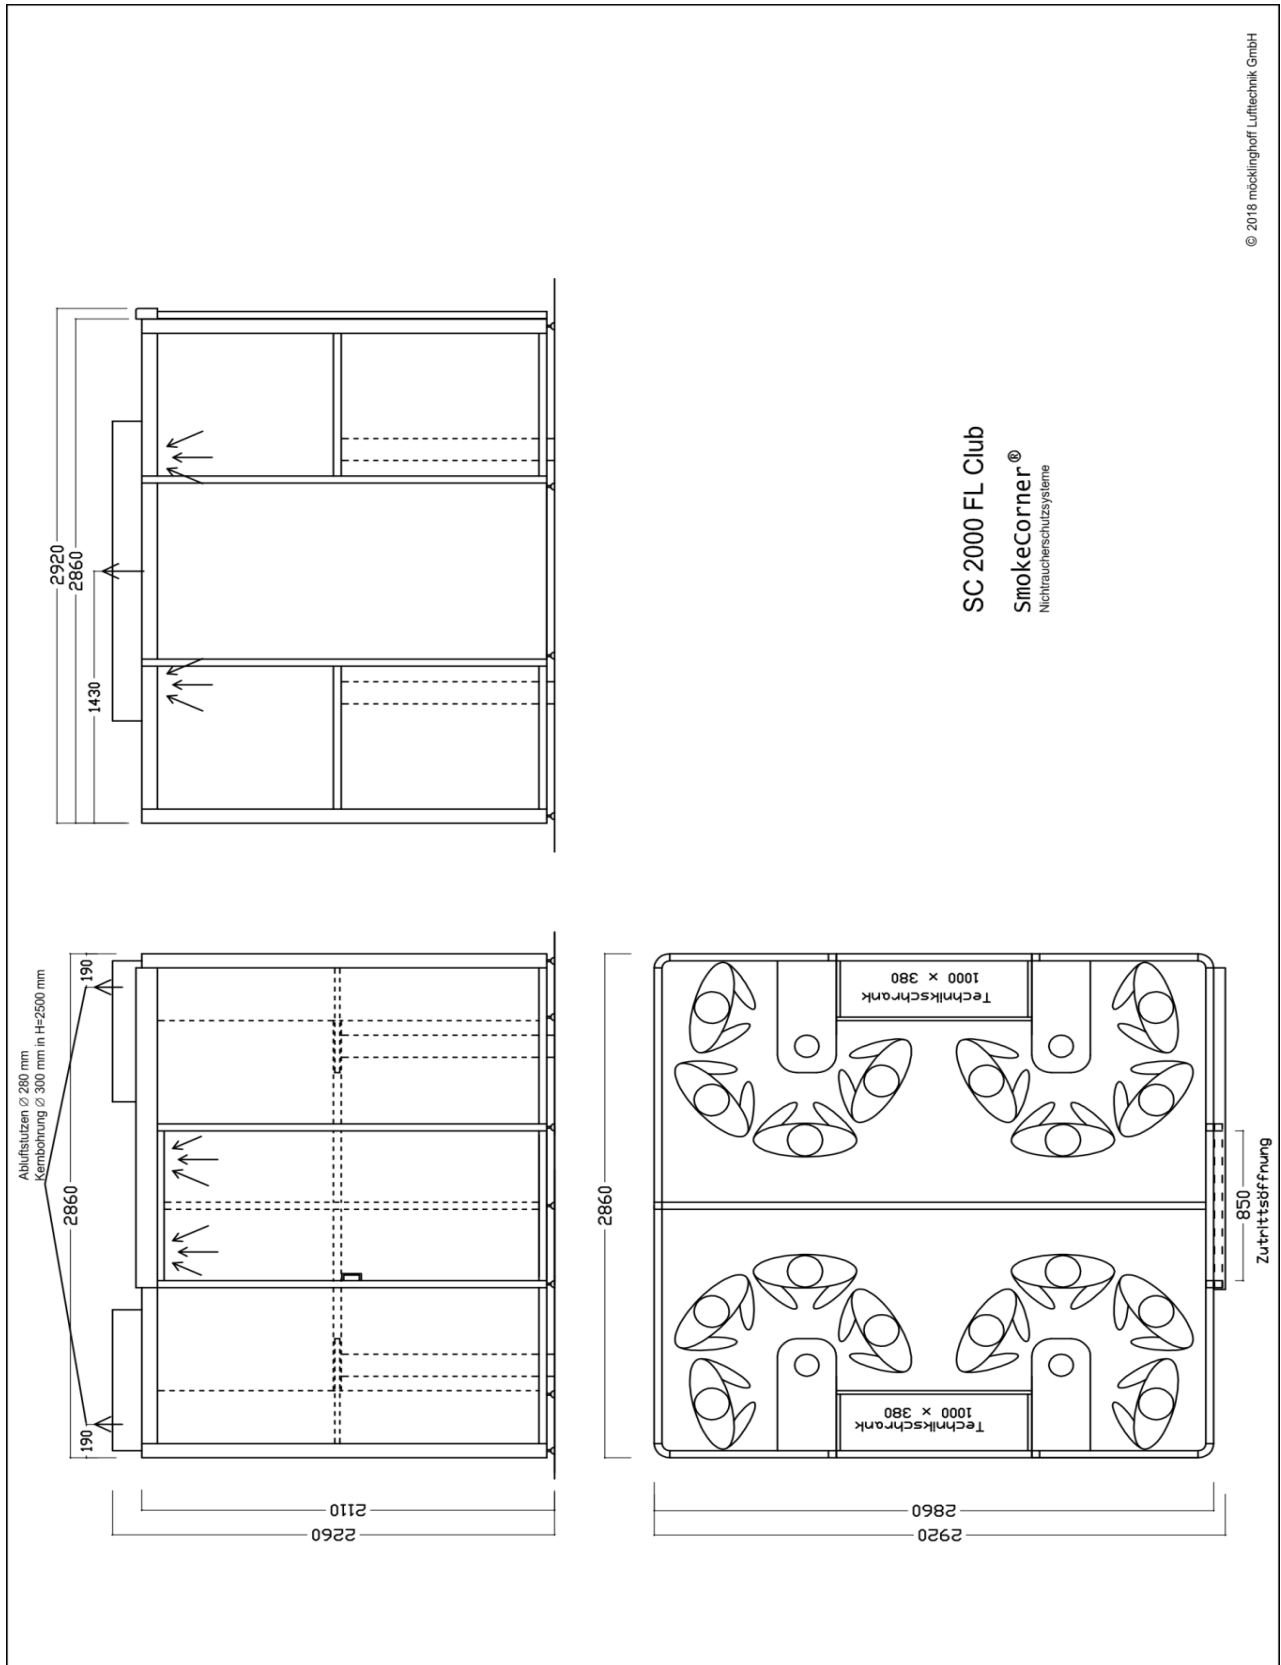 Abluftstutzen ∅ 280 mm
Kernbohrung ∅ 300 mm in H=2500 mm
2860
190
190
2110
2260
2920
2860
1430
2860
Technikschrank
1000 x 380
Technikschrank
1000 x 380
850
Zutrittsöffnung
2860
2920
SC 2000 FL Club
SmokeCorner®
Nichtraucherschutzsysteme
© 2018 möcklinghoff Lufttechnik GmbH